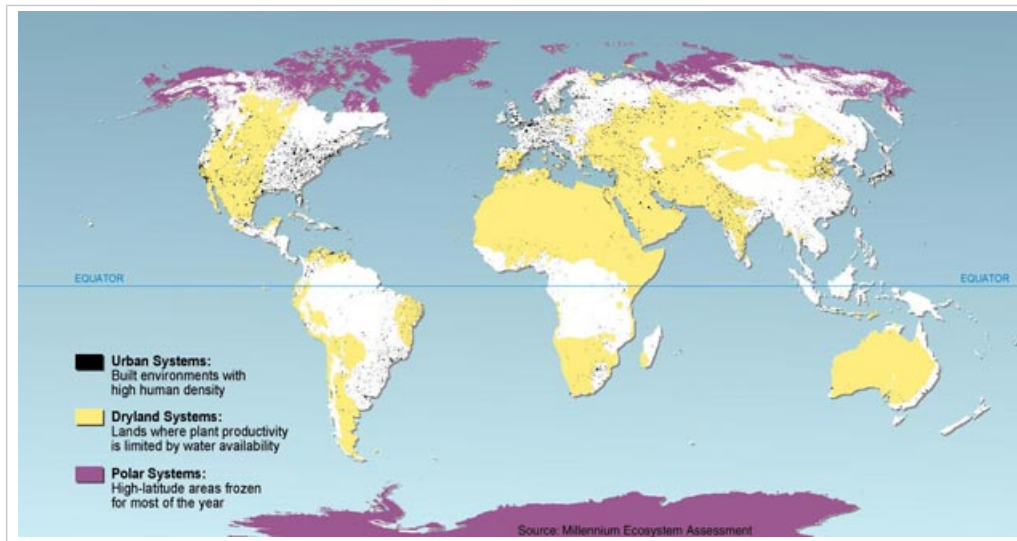 EQUATOR
EQUATOR
Urban Systems:
Built environments with
high human density
Dryland Systems:
Lands where plant productivity
is limited by water availability
Polar Systems:
High-latitude areas frozen
for most of the year
Source: Millennium Ecosystem Assessment